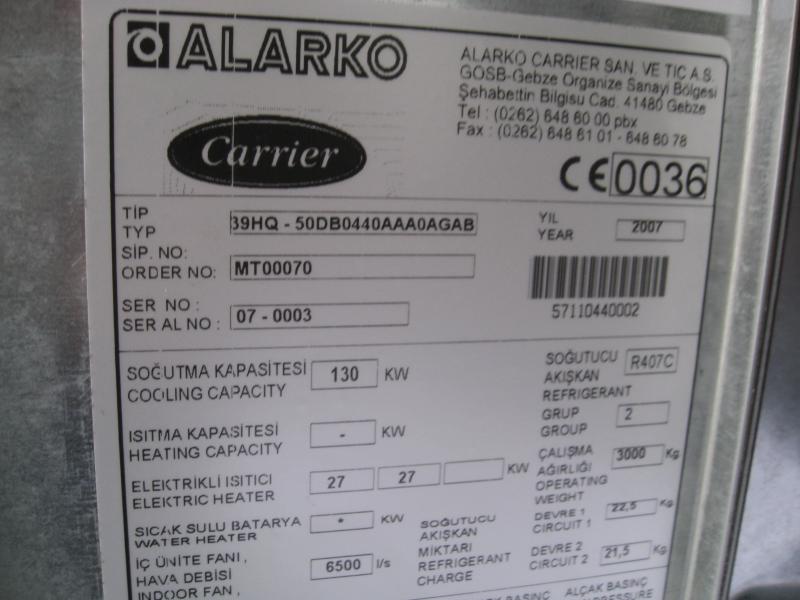 ALARKO
ALARKO CARRIER SAN. VE TIC A.S.
GOSB-Gebze Organize Sanayi Bölgesi
Şehabettin Bilgisu Cad. 41480 Gebze
Tel : (0262) 648 60 00 pbx
Fax : (0262) 648 61 01 - 648 60 78
Carrier
CE0036
TİP
TYP
39HQ - 50DB0440AAA0AGAB
YIL
YEAR
2007
SİP. NO:
ORDER NO:
MT00070
57110440002
SER NO :
SERIAL NO :
07 - 0003
SOĞUTMA KAPASİTESİ
COOLING CAPACITY
130 KW
SOĞUTUCU
AKIŞKAN
REFRIGERANT
R407C
GRUP
GROUP
2
ISITMA KAPASİTESİ
HEATING CAPACITY
- KW
ÇALIŞMA
AĞIRLIĞI
OPERATING
WEIGHT
3000 Kg
ELEKTRİKLİ ISITICI
ELECTRIC HEATER
27 27 KW
SICAK SULU BATARYA
WATER HEATER
* KW
SOĞUTUCU
AKIŞKAN
MİKTARI
REFRIGERANT
CHARGE
DEVRE 1
CIRCUIT 1
22,5 Kg
DEVRE 2
CIRCUIT 2
21,5 Kg
İÇ ÜNİTE FANI ,
HAVA DEBİSİ
INDOOR FAN ,
6500 l/s
ALÇAK BASINÇ